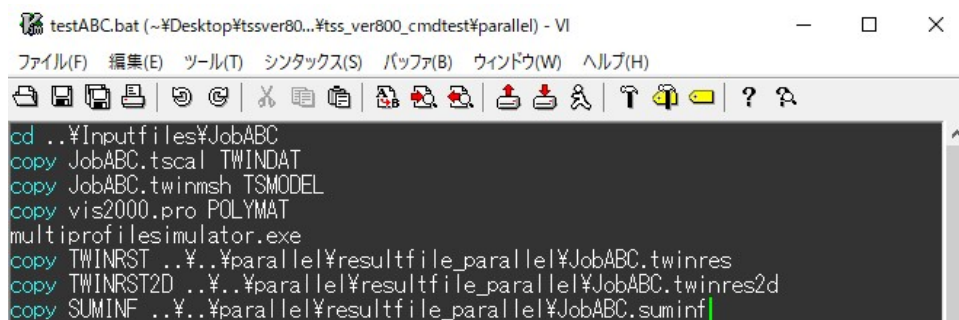 testABC.bat (~¥Desktop¥tssver80...¥tss_ver800_cmdtest¥parallel) - VI
ファイル(F) 編集(E) ツール(T) シンタックス(S) バッファ(B) ウィンドウ(W) ヘルプ(H)
cd ..¥Inputfiles¥JobABC
copy JobABC.tscal TWINDAT
copy JobABC.twinmsh TSMODEL
copy vis2000.pro POLYMAT
multiprofilesimulator.exe
copy TWINRST ..¥..¥parallel¥resultfile_parallel¥JobABC.twinres
copy TWINRST2D ..¥..¥parallel¥resultfile_parallel¥JobABC.twinres2d
copy SUMINF ..¥..¥parallel¥resultfile_parallel¥JobABC.suminf